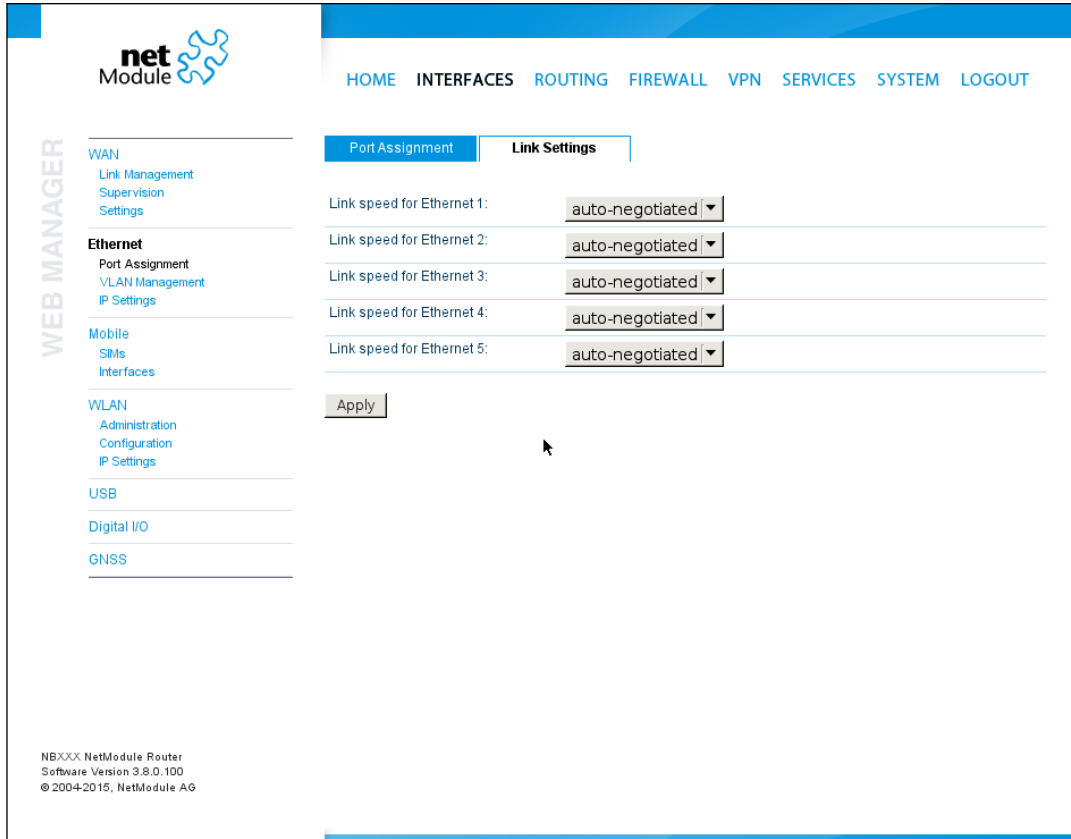 net
Module
HOME INTERFACES ROUTING FIREWALL VPN SERVICES SYSTEM LOGOUT
WEB MANAGER
WAN
Link Management
Supervision
Settings
Ethernet
Port Assignment
VLAN Management
IP Settings
Mobile
SIMs
Interfaces
WLAN
Administration
Configuration
IP Settings
USB
Digital I/O
GNSS
Port Assignment Link Settings
Link speed for Ethernet 1: auto-negotiated
Link speed for Ethernet 2: auto-negotiated
Link speed for Ethernet 3: auto-negotiated
Link speed for Ethernet 4: auto-negotiated
Link speed for Ethernet 5: auto-negotiated
Apply
NBXXX NetModule Router
Software Version 3.8.0.100
© 2004-2015, NetModule AG